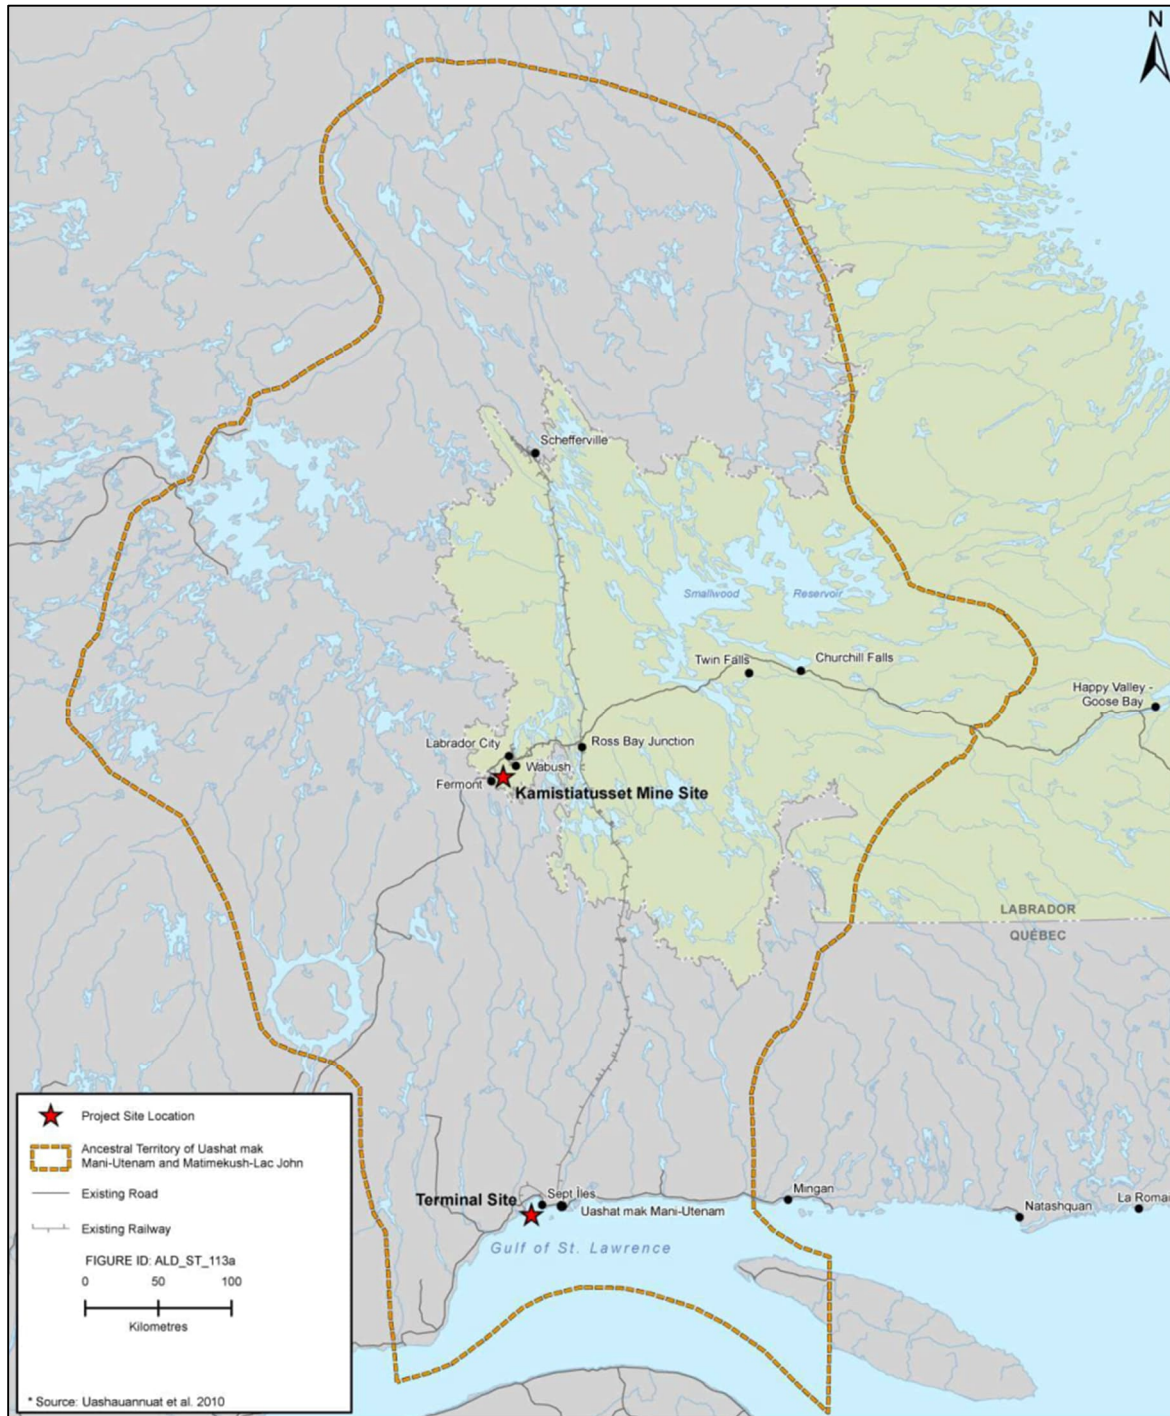 N
Schefferville
Smallwood Reservoir
Twin Falls
Churchill Falls
Happy Valley -
Goose Bay
Labrador City
Ross Bay Junction
Wabush
Fermont
Kamistiatusset Mine Site
LABRADOR
QUÉBEC
Project Site Location
Ancestral Territory of Uashat mak
Mani-Utenam and Matimekush-Lac John
Existing Road
Existing Railway
FIGURE ID: ALD_ST_113a
0 50 100
Kilometres
* Source: Uashauannuat et al. 2010
Terminal Site
Sept Îles
Uashat mak Mani-Utenam
Mingan
Natashquan
La Romai
Gulf of St. Lawrence